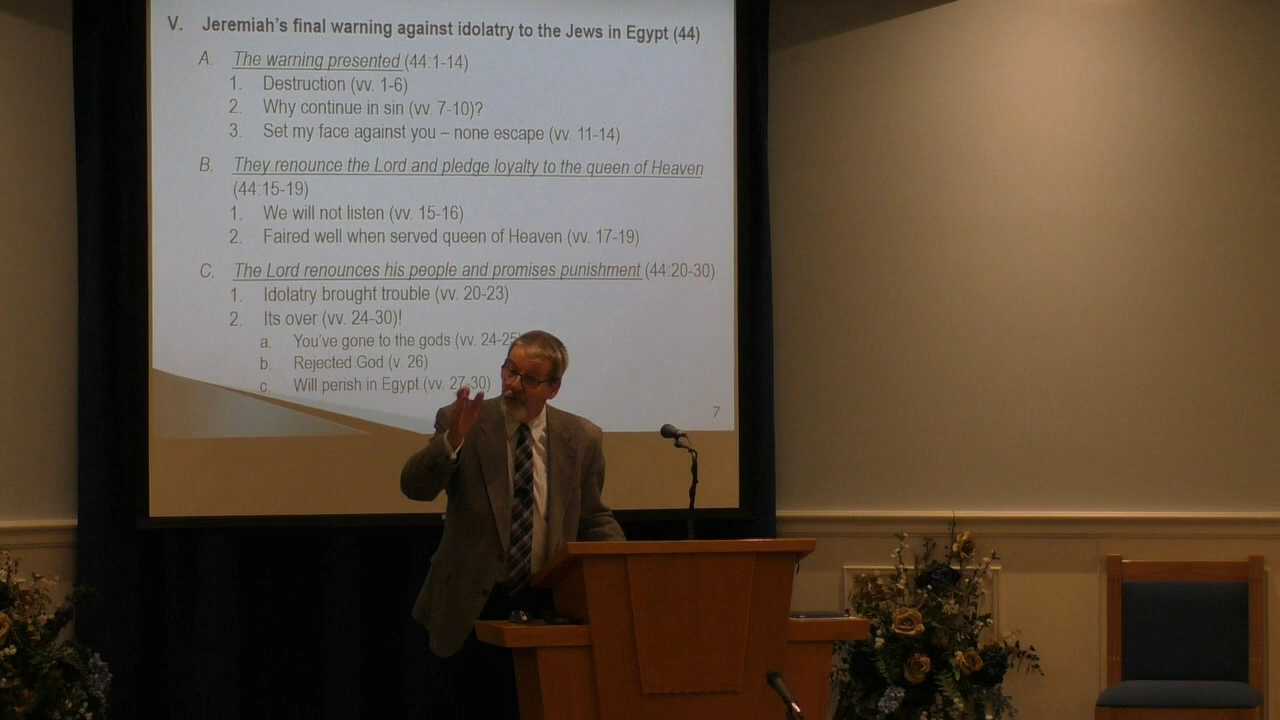 V. Jeremiah's final warning against idolatry to the Jews in Egypt (44)
A. The warning presented (44:1-14)
1. Destruction (vv. 1-6)
2. Why continue in sin (vv. 7-10)?
3. Set my face against you – none escape (vv. 11-14)
B. They renounce the Lord and pledge loyalty to the queen of Heaven
(44:15-19)
1. We will not listen (vv. 15-16)
2. Faired well when served queen of Heaven (vv. 17-19)
C. The Lord renounces his people and promises punishment (44:20-30)
1. Idolatry brought trouble (vv. 20-23)
2. Its over (vv. 24-30)!
a. You've gone to the gods (vv. 24-25
b. Rejected God (v. 26)
c. Will perish in Egypt (vv. 27-30)
7